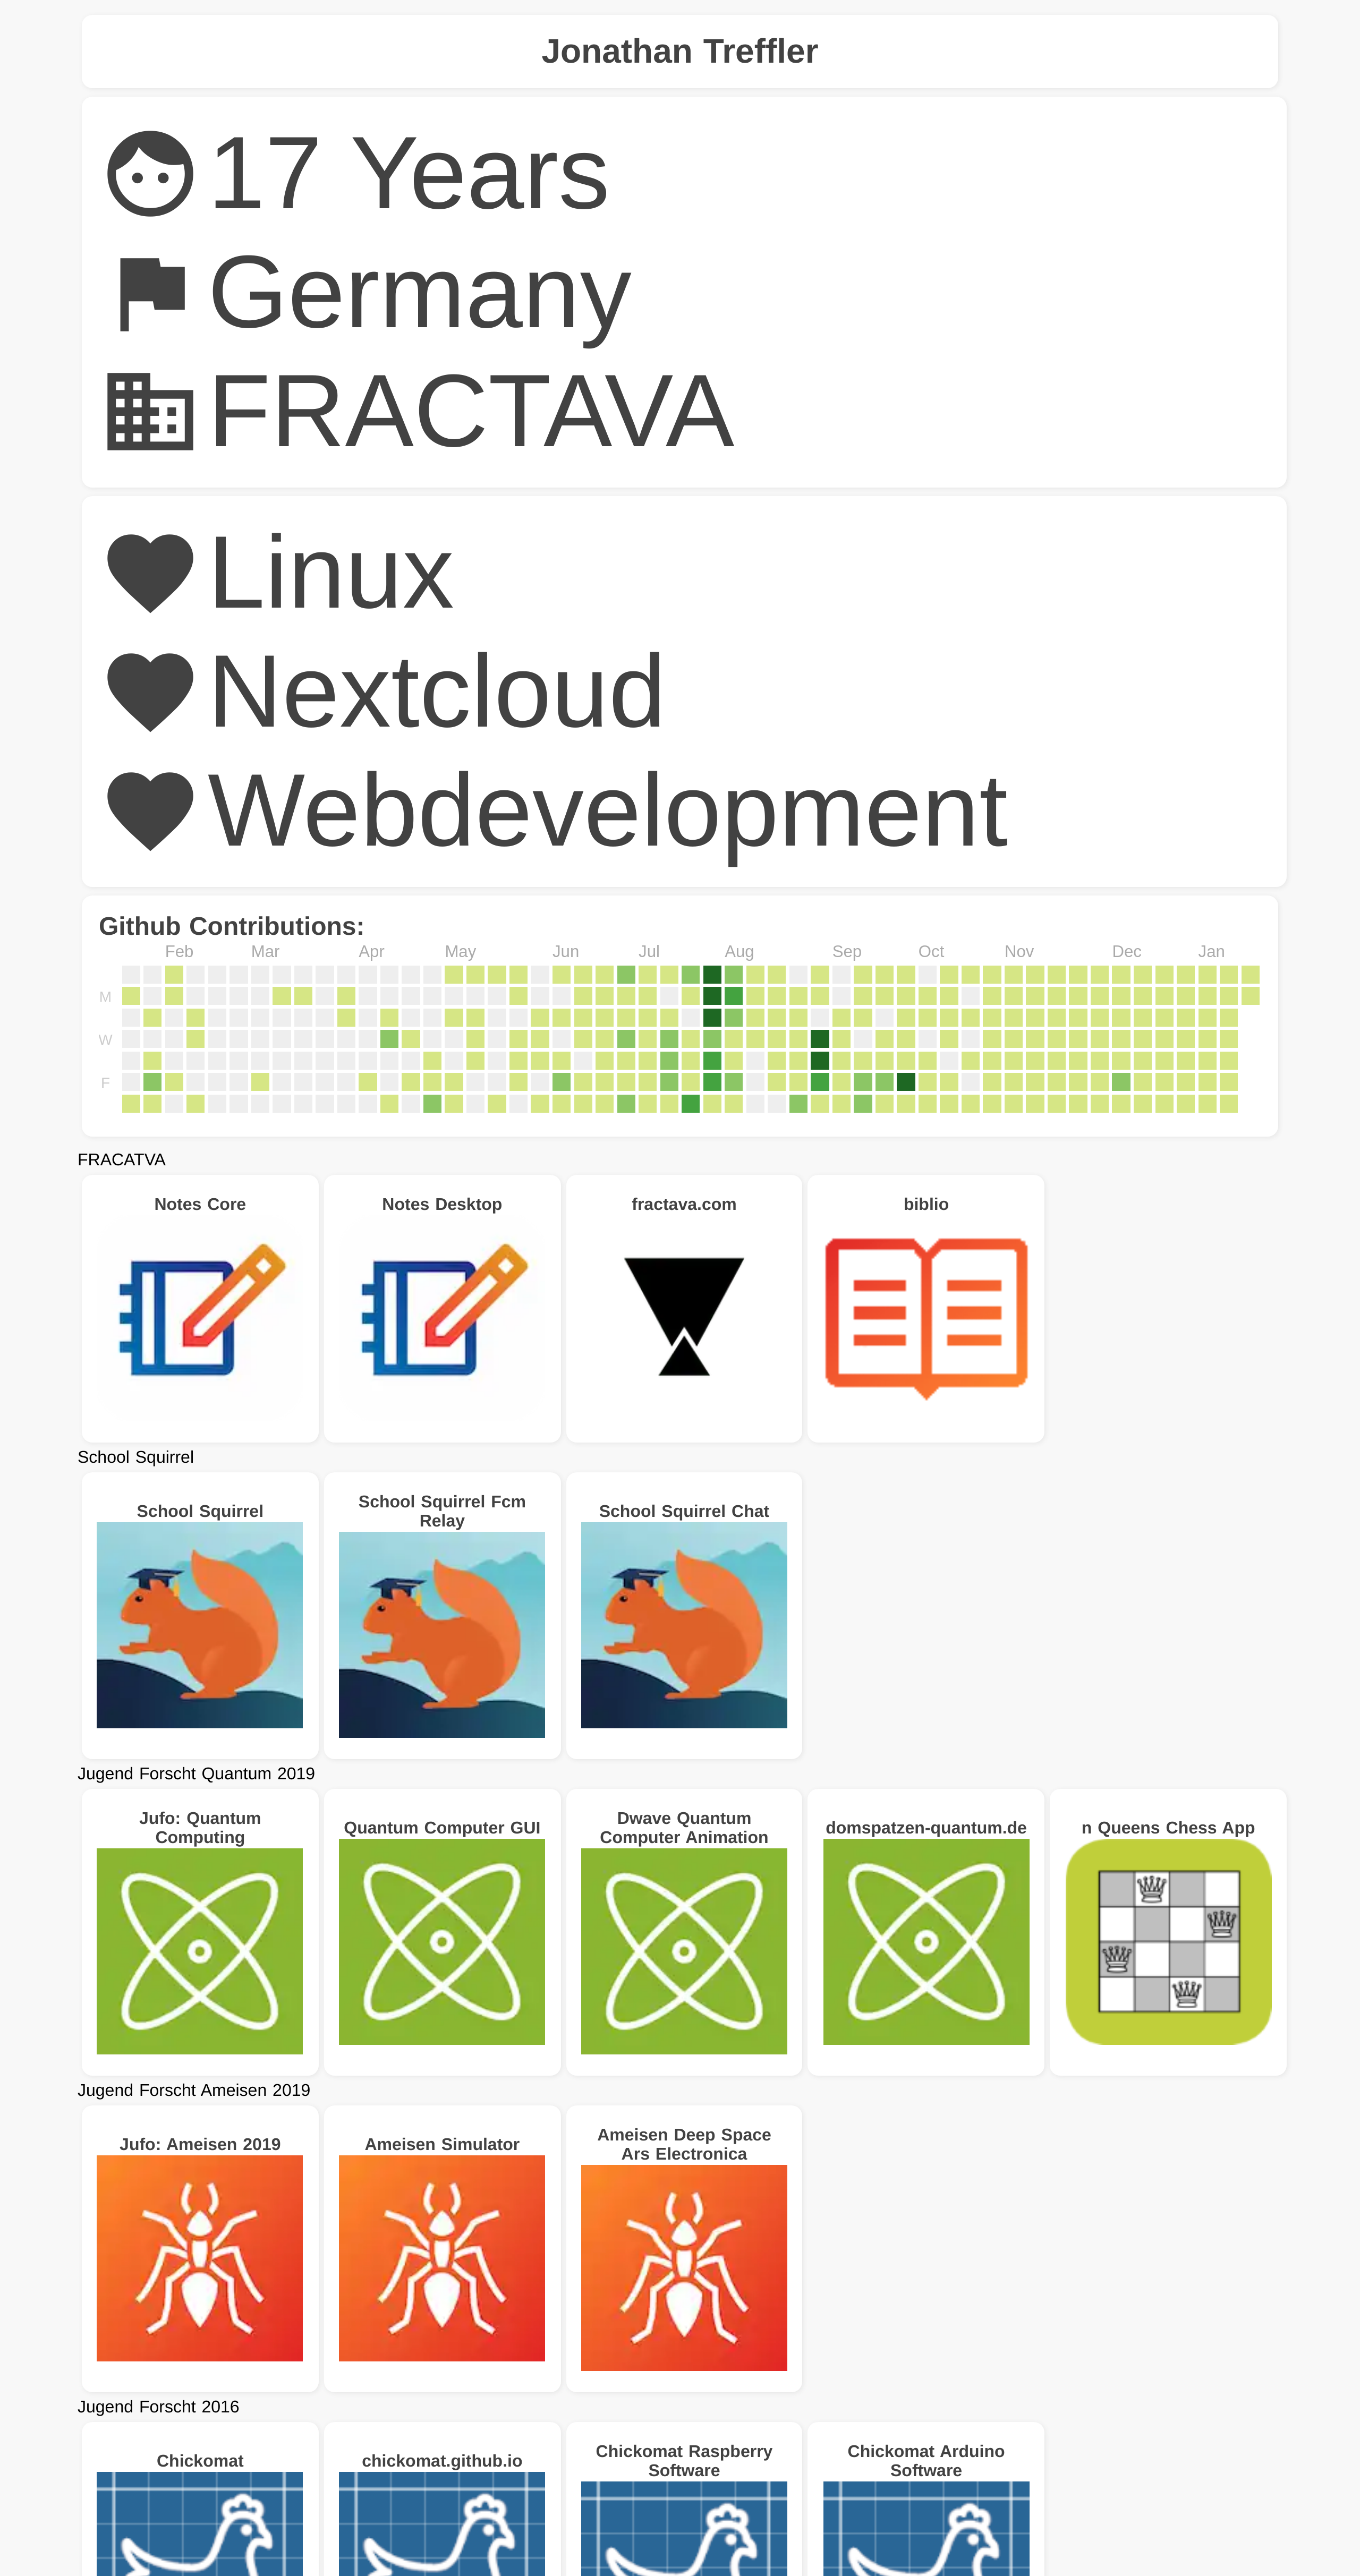 Jonathan Treffler
17 Years
Germany
FRACTAVA
Linux
Nextcloud
Webdevelopment
Github Contributions:
Feb Mar Apr May Jun Jul Aug Sep Oct Nov Dec Jan
M
W
F
FRACATVA
Notes Core
Notes Desktop
fractava.com
biblio
School Squirrel
School Squirrel
School Squirrel Fcm
Relay
School Squirrel Chat
Jugend Forscht Quantum 2019
Jufo: Quantum
Computing
Quantum Computer GUI
Dwave Quantum
Computer Animation
domspatzen-quantum.de
n Queens Chess App
Jugend Forscht Ameisen 2019
Jufo: Ameisen 2019
Ameisen Simulator
Ameisen Deep Space
Ars Electronica
Jugend Forscht 2016
Chickomat
chickomat.github.io
Chickomat Raspberry
Software
Chickomat Arduino
Software